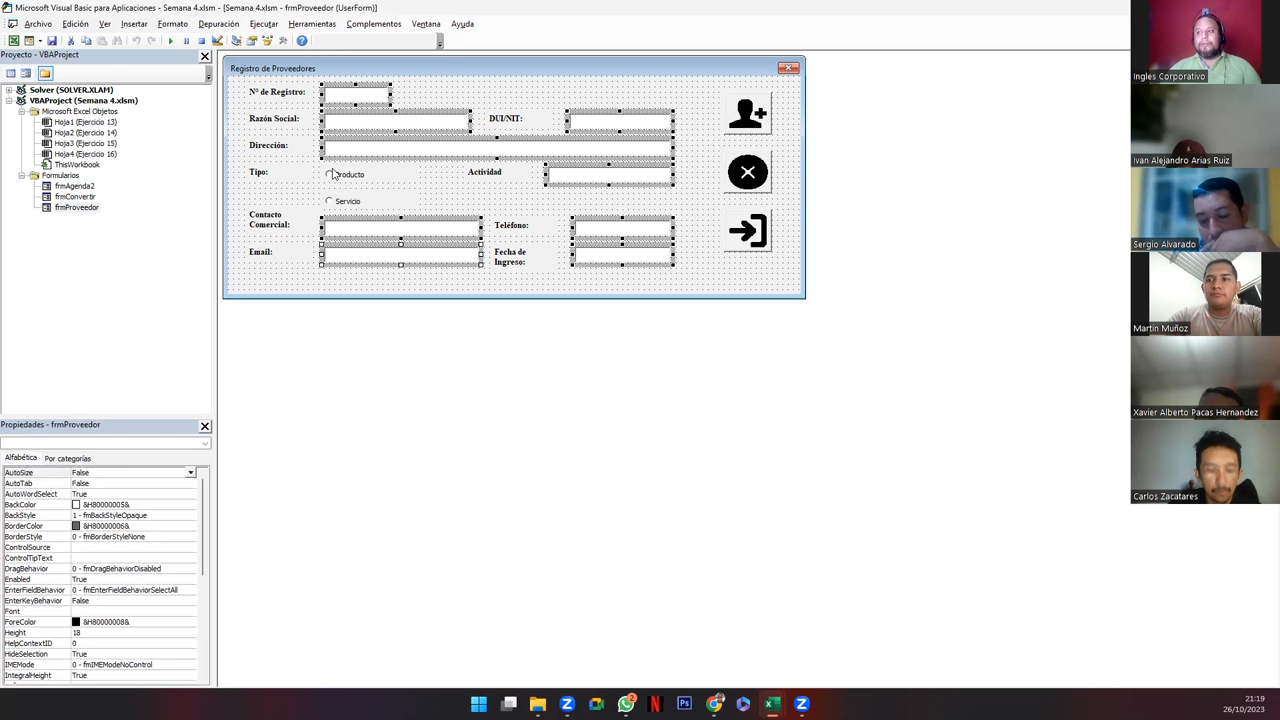 Microsoft Visual Basic para Aplicaciones - Semana 4.xlsm - [Semana 4.xlsm - frmProveedor (UserForm)]
Archivo Edición Ver Insertar Formato Depuración Ejecutar Herramientas Complementos Ventana Ayuda
Proyecto - VBAProject
Solver (SOLVER.XLAM)
VBAProject (Semana 4.xlsm)
Microsoft Excel Objetos
Hoja1 (Ejercicio 13)
Hoja2 (Ejercicio 14)
Hoja3 (Ejercicio 15)
Hoja4 (Ejercicio 16)
ThisWorkbook
Formularios
frmAgenda2
frmConvertir
frmProveedor
Propiedades - frmProveedor
Alfabética Por categorías
AutoSize False
AutoTab False
AutoWordSelect True
BackColor &H80000005&
BackStyle 1 - fmBackStyleOpaque
BorderColor &H80000006&
BorderStyle 0 - fmBorderStyleNone
ControlSource
ControlTipText
DragBehavior 0 - fmDragBehaviorDisabled
Enabled True
EnterFieldBehavior 0 - fmEnterFieldBehaviorSelectAll
EnterKeyBehavior False
Font
ForeColor &H80000008&
Height 18
HelpContextID 0
HideSelection True
IMEMode 0 - fmIMEModeNoControl
IntegralHeight True
Registro de Proveedores
N° de Registro:
Razón Social: DUI/NIT:
Dirección:
Tipo: Producto Actividad
Servicio
Contacto
Comercial: Teléfono:
Email: Fecha de
Ingreso:
Ingles Corporativo
Ivan Alejandro Arias Ruiz
Sergio Alvarado
Martin Muñoz
Xavier Alberto Pacas Hernandez
Carlos Zacatares
2
21:19
26/10/2023